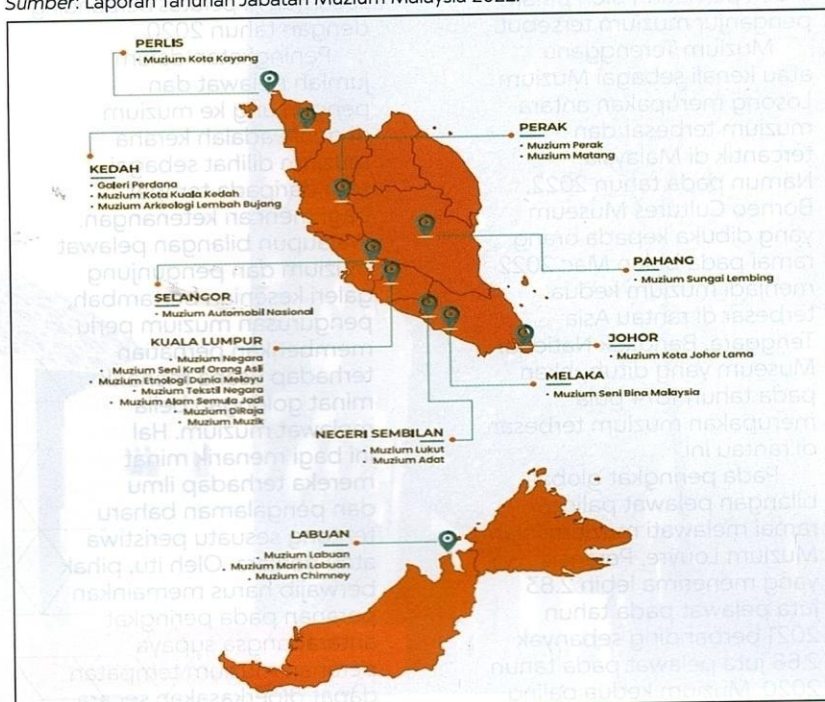 Sumber: Laporan Tahunan Jabatan Muzium Malaysia 2022.
PERLIS
• Muzium Kota Kayang
KEDAH
• Galeri Perdana
• Muzium Kota Kuala Kedah
• Muzium Arkeologi Lembah Bujang
PERAK
• Muzium Perak
• Muzium Matang
PAHANG
• Muzium Sungai Lembing
SELANGOR
• Muzium Automobil Nasional
KUALA LUMPUR
• Muzium Negara
Muzium Seni Kraf Orang Asli
• Muzium Etnologi Dunia Melayu
• Muzium Tekstil Negara
• Muzium Alam Semula Jadi
• Muzium DiRaja
• Muzium Muzik
JOHOR
• Muzium Kota Johor Lama
MELAKA
• Muzium Seni Bina Malaysia
NEGERI SEMBILAN
• Muzium Lukut
• Muzium Adat
LABUAN
• Muzium Labuan
• Muzium Marin Labuan
• Muzium Chimney